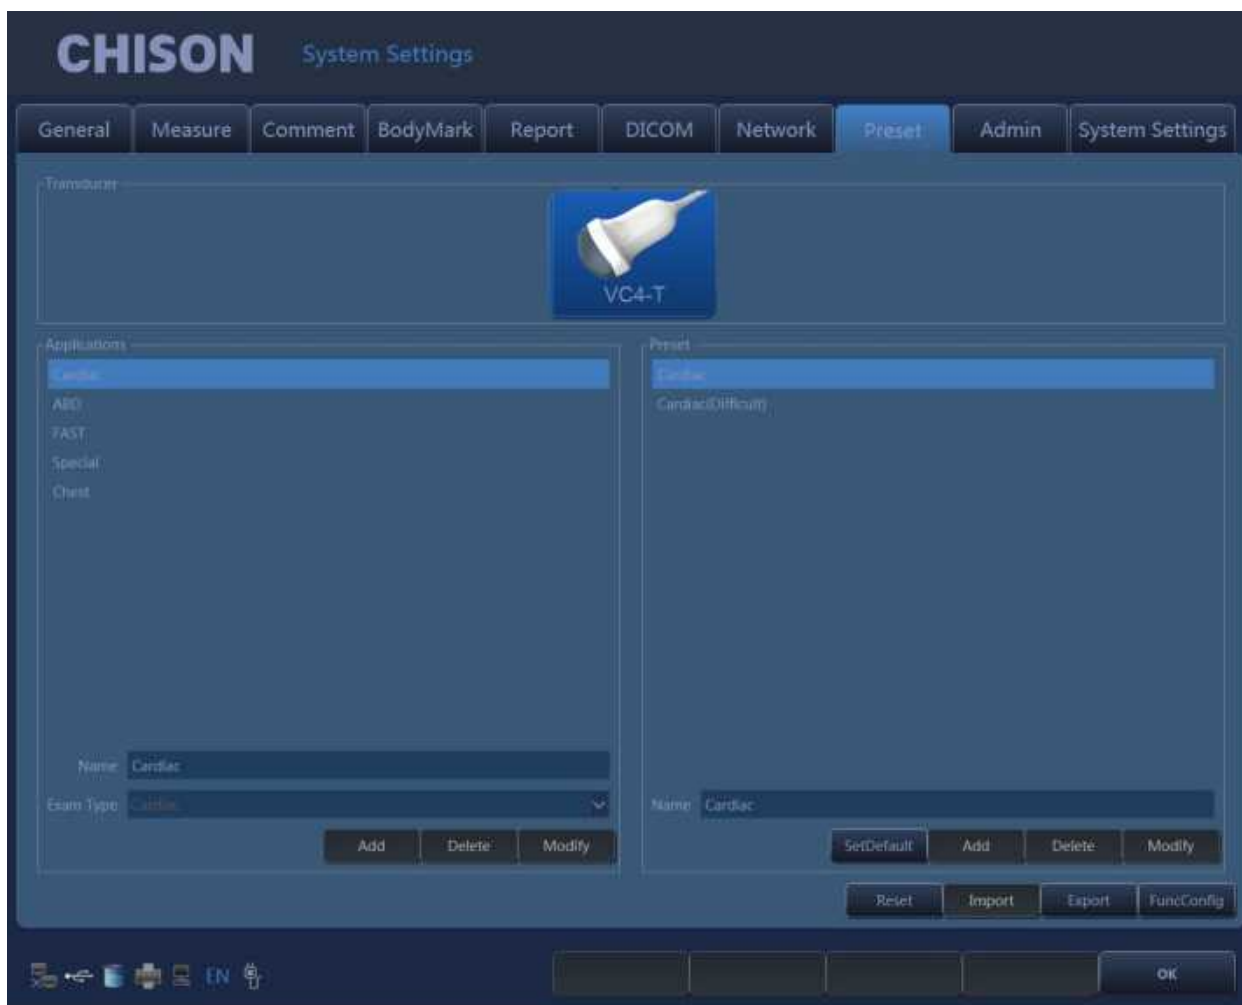 CHISON System Settings
General Measure Comment BodyMark Report DICOM Network Preset Admin System Settings
Transducer
VC4-T
Applications
Cardiac
ABD
FAST
Special
Chest
Name Cardiac
Exam Type Cardiac
Add Delete Modify
Preset
Cardiac
Cardiac(Difficult)
Name Cardiac
SetDefault Add Delete Modify
Reset Import Export FuncConfig
EN OK